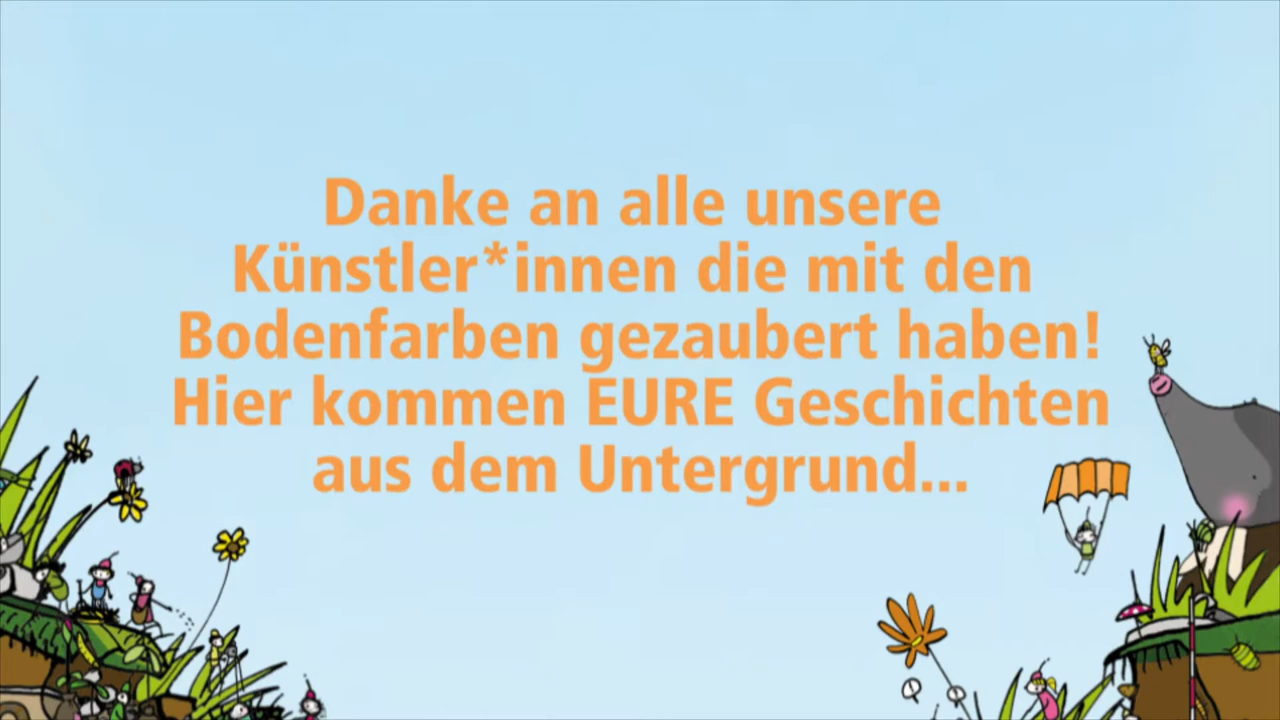 Danke an alle unsere
Künstler*innen die mit den
Bodenfarben gezaubert haben!
Hier kommen EURE Geschichten
aus dem Untergrund...